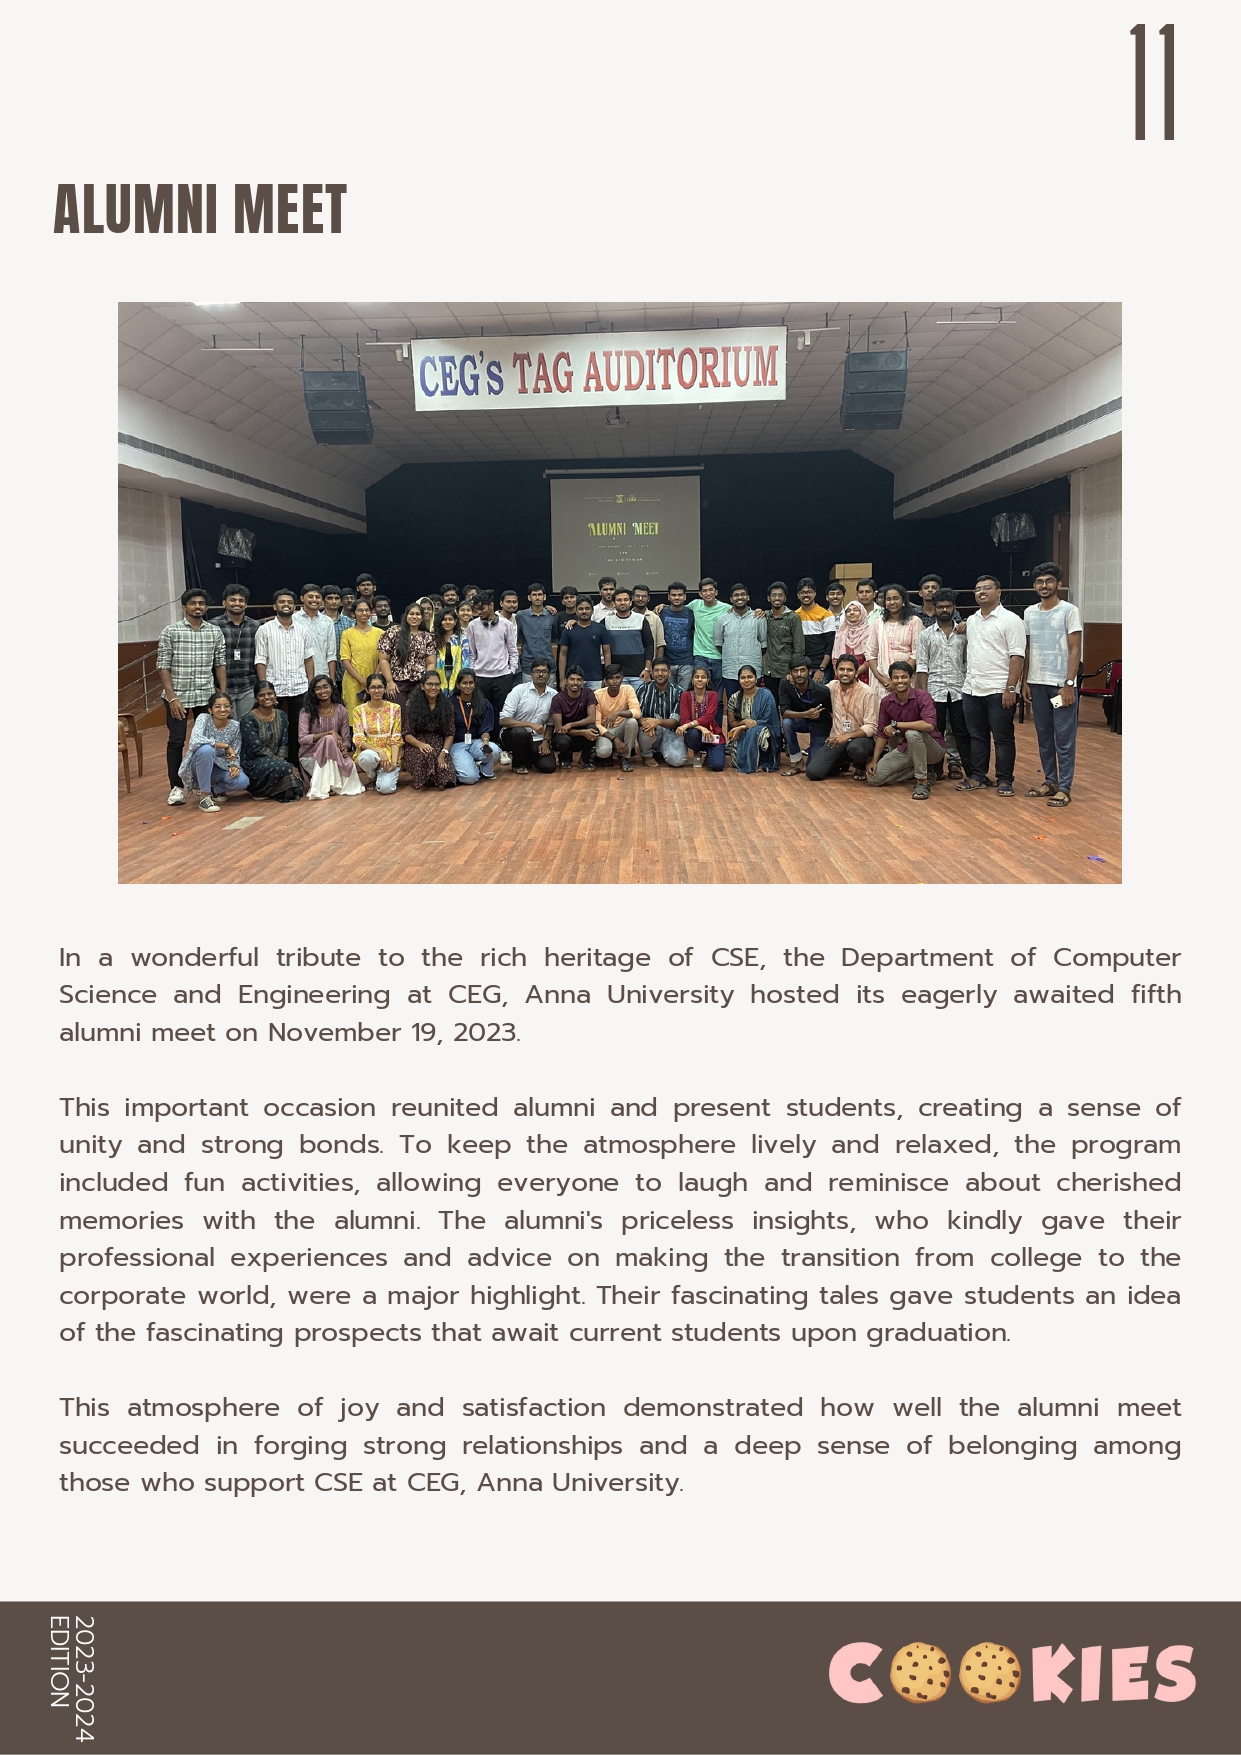 11
ALUMNI MEET
CEG's TAG AUDITORIUM
ALUMNI MEET
In a wonderful tribute to the rich heritage of CSE, the Department of Computer
Science and Engineering at CEG, Anna University hosted its eagerly awaited fifth
alumni meet on November 19, 2023.
This important occasion reunited alumni and present students, creating a sense of
unity and strong bonds. To keep the atmosphere lively and relaxed, the program
included fun activities, allowing everyone to laugh and reminisce about cherished
memories with the alumni. The alumni's priceless insights, who kindly gave their
professional experiences and advice on making the transition from college to the
corporate world, were a major highlight. Their fascinating tales gave students an idea
of the fascinating prospects that await current students upon graduation.
This atmosphere of joy and satisfaction demonstrated how well the alumni meet
succeeded in forging strong relationships and a deep sense of belonging among
those who support CSE at CEG, Anna University.
2023-2024
EDITION
COOKIES